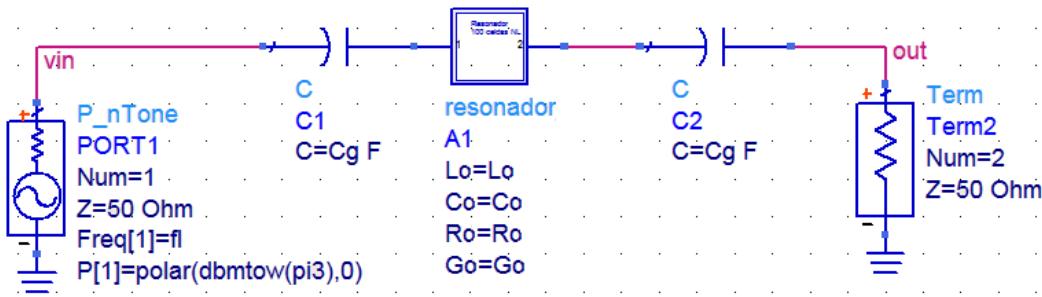 vin
P_nTone
PORT1
Num=1
Z=50 Ohm
Freq[1]=fl
P[1]=polar(dbmtow(pi3),0)
C
C1
C=Cg F
Resonador
100 celdas NL
1 2
resonador
A1
Lo=Lo
Co=Co
Ro=Ro
Go=Go
C
C2
C=Cg F
out
Term
Term2
Num=2
Z=50 Ohm